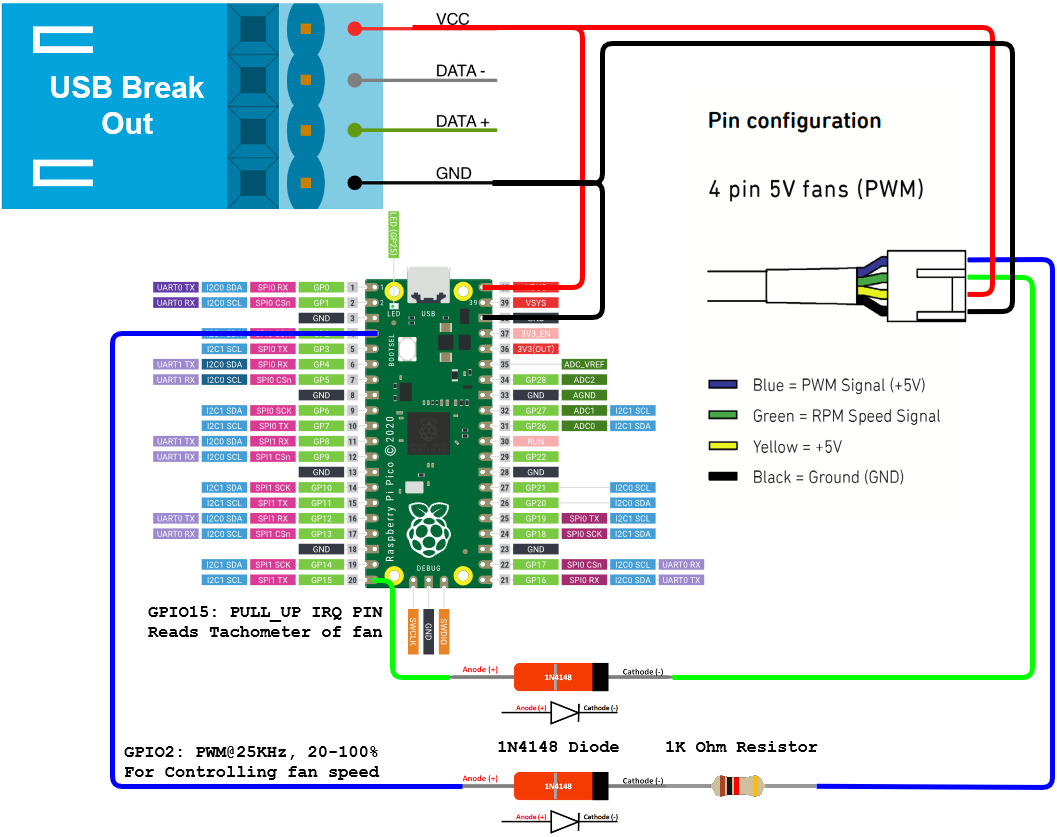 VCC
DATA -
USB Break
Out
DATA +
GND
Pin configuration
4 pin 5V fans (PWM)
LED (GP25)
UART0 TX I2C0 SDA SPI0 RX GP0 1
UART0 RX I2C0 SCL SPI0 CSn GP1 2 39 VSYS
GND 3
LED USB
37 3V3_EN
I2C1 SCL SPI0 TX GP3 5 36 3V3(OUT)
BOOTSEL
UART1 TX I2C0 SDA SPI0 RX GP4 6 35 ADC_VREF
UART1 RX I2C0 SCL SPI0 CSn GP5 7 34 GP28 ADC2
GND 8 33 GND AGND
I2C1 SDA SPI0 SCK GP6 9 32 GP27 ADC1 I2C1 SCL
I2C1 SCL SPI0 TX GP7 10 31 GP26 ADC0 I2C1 SDA
UART1 TX I2C0 SDA SPI1 RX GP8 11 30 RUN
UART1 RX I2C0 SCL SPI1 CSn GP9 12 29 GP22
GND 13 28 GND
I2C1 SDA SPI1 SCK GP10 14 27 GP21 I2C0 SCL
I2C1 SCL SPI1 TX GP11 15 26 GP20 I2C0 SDA
UART0 TX I2C0 SDA SPI1 RX GP12 16 25 GP19 SPI0 TX I2C1 SCL
UART0 RX I2C0 SCL SPI1 CSn GP13 17 24 GP18 SPI0 SCK I2C1 SDA
GND 18 23 GND
I2C1 SDA SPI1 SCK GP14 19 22 GP17 SPI0 CSn I2C0 SCL UART0 RX
I2C1 SCL SPI1 TX GP15 20 21 GP16 SPI0 RX I2C0 SDA UART0 TX
Raspberry Pi Pico © 2020
DEBUG
SWCLK
GND
SWDIO
Blue = PWM Signal (+5V)
Green = RPM Speed Signal
Yellow = +5V
Black = Ground (GND)
GPIO15: PULL_UP IRQ PIN
Reads Tachometer of fan
Anode (+) 1N4148 Cathode (-)
Anode (+) Cathode (-)
1N4148 Diode 1K Ohm Resistor
GPIO2: PWM@25KHz, 20-100%
For Controlling fan speed
Anode (+) 1N4148 Cathode (-)
Anode (+) Cathode (-)